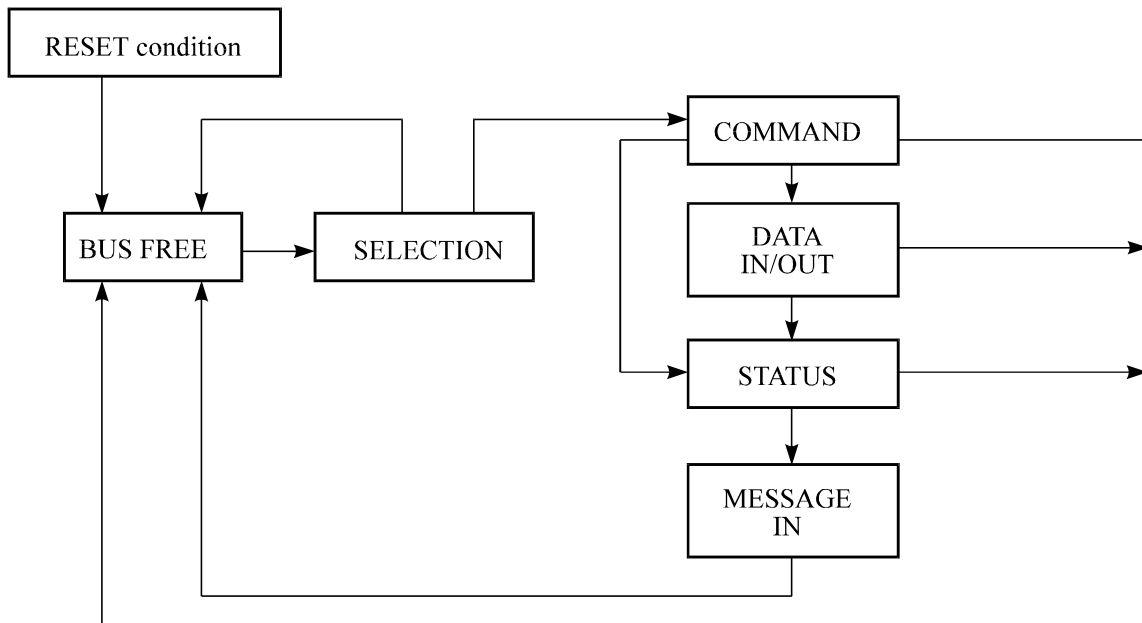 RESET condition
COMMAND
BUS FREE
SELECTION
DATA
IN/OUT
STATUS
MESSAGE
IN